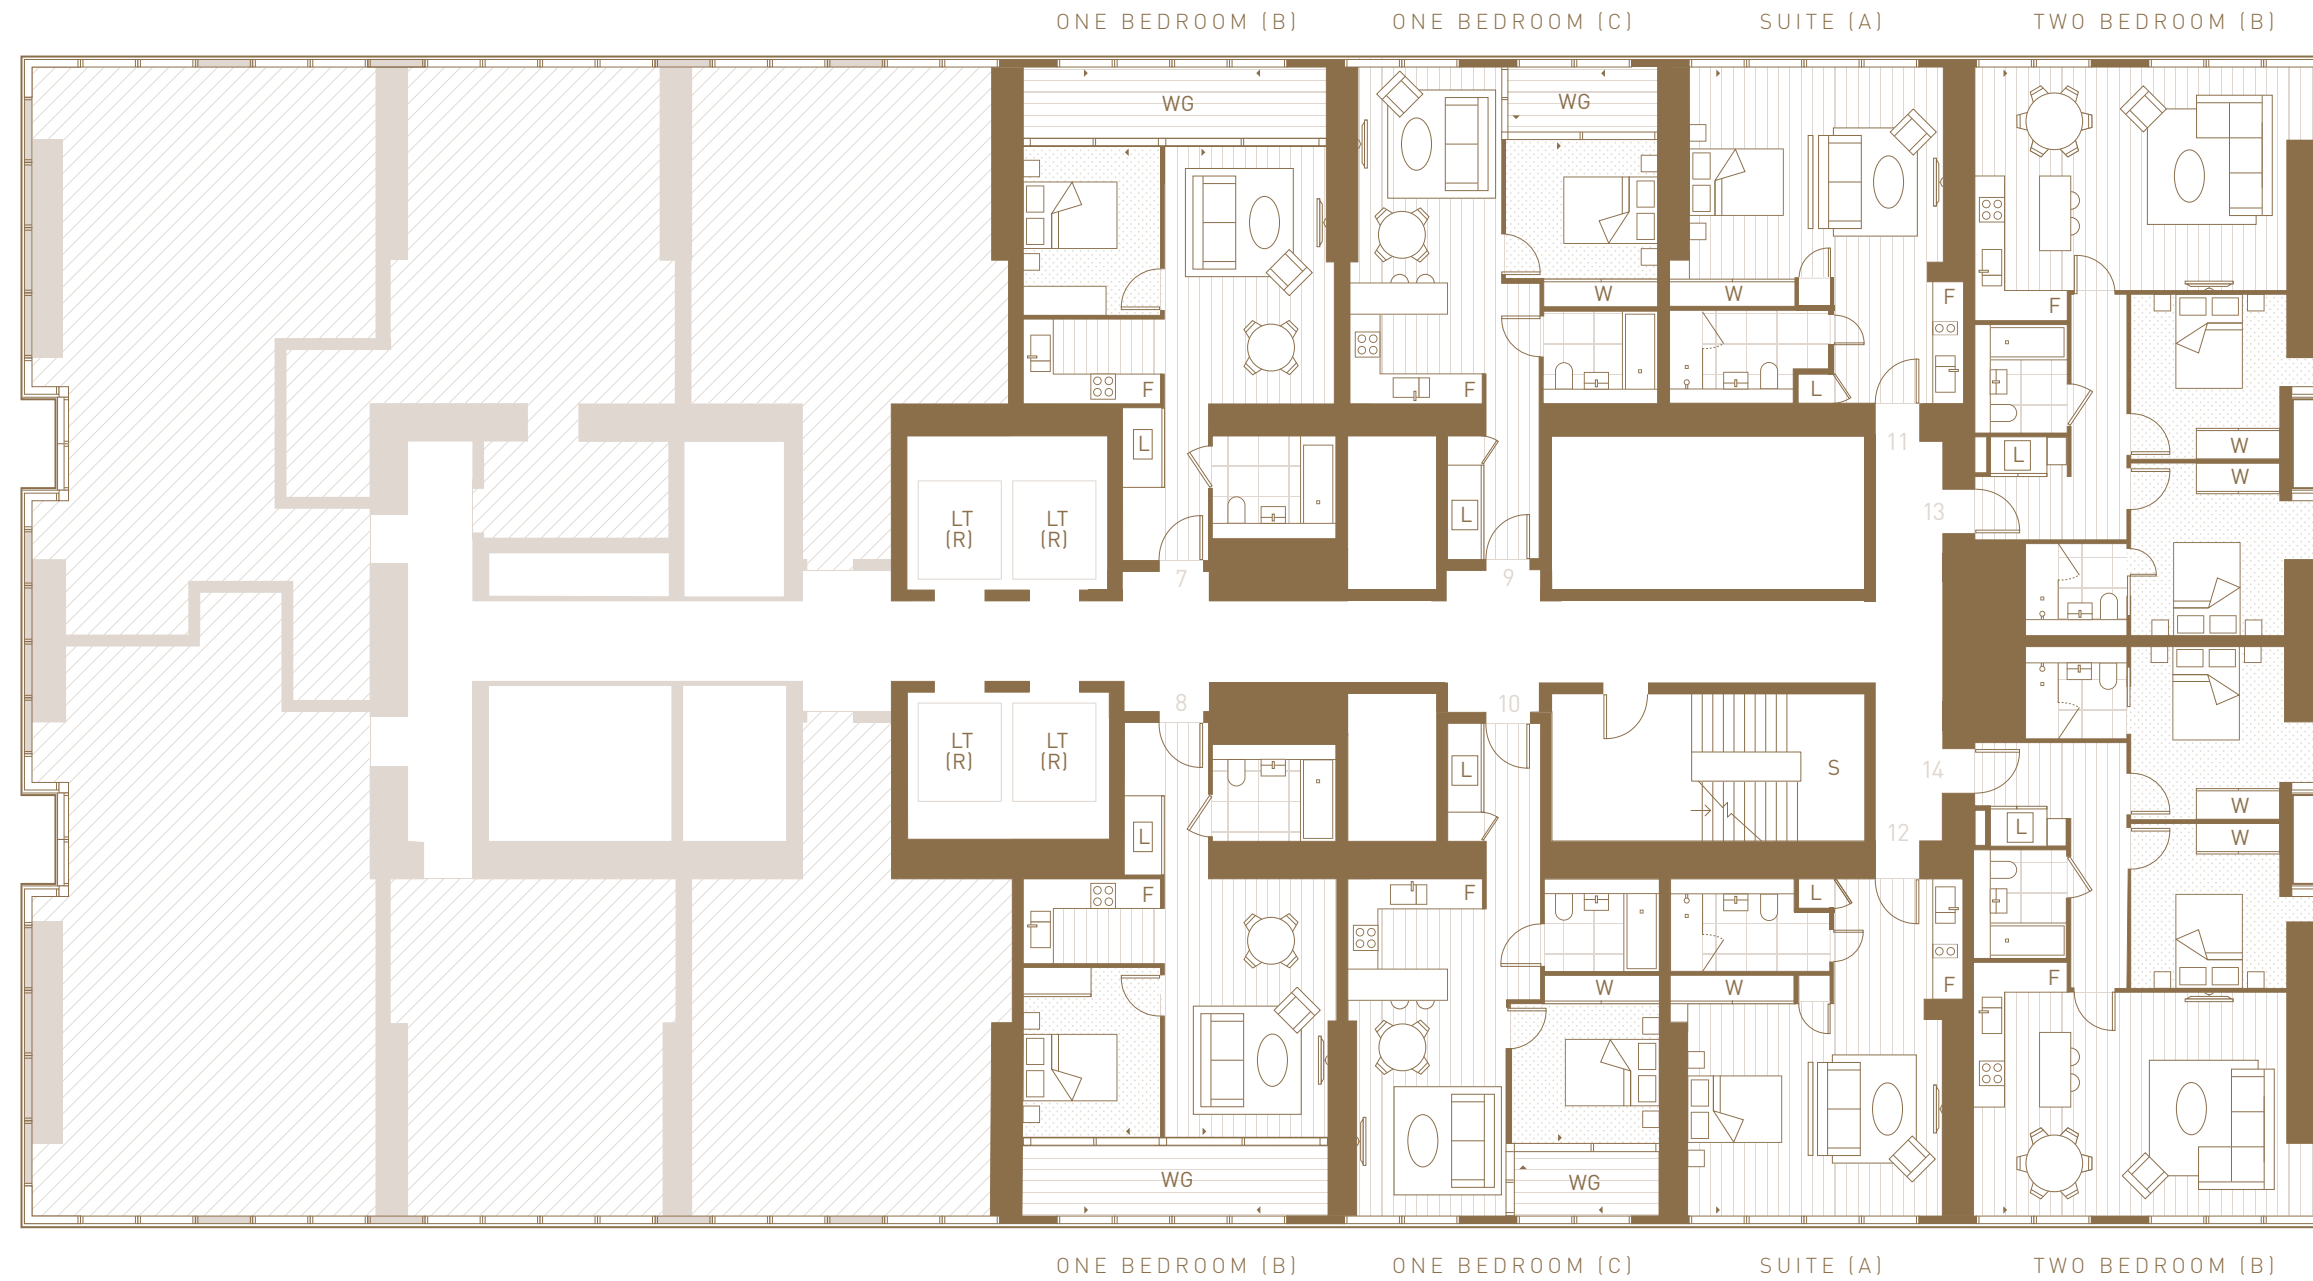 ONE BEDROOM (B)
ONE BEDROOM (C)
SUITE (A)
TWO BEDROOM (B)
WG
WG
W
W
F
F
F
F
L
L
L
L
W
W
LT
(R)
LT
(R)
11
13
7
9
8
10
LT
(R)
LT
(R)
S
14
12
L
L
L
L
W
W
F
F
F
F
W
W
WG
WG
ONE BEDROOM (B)
ONE BEDROOM (C)
SUITE (A)
TWO BEDROOM (B)